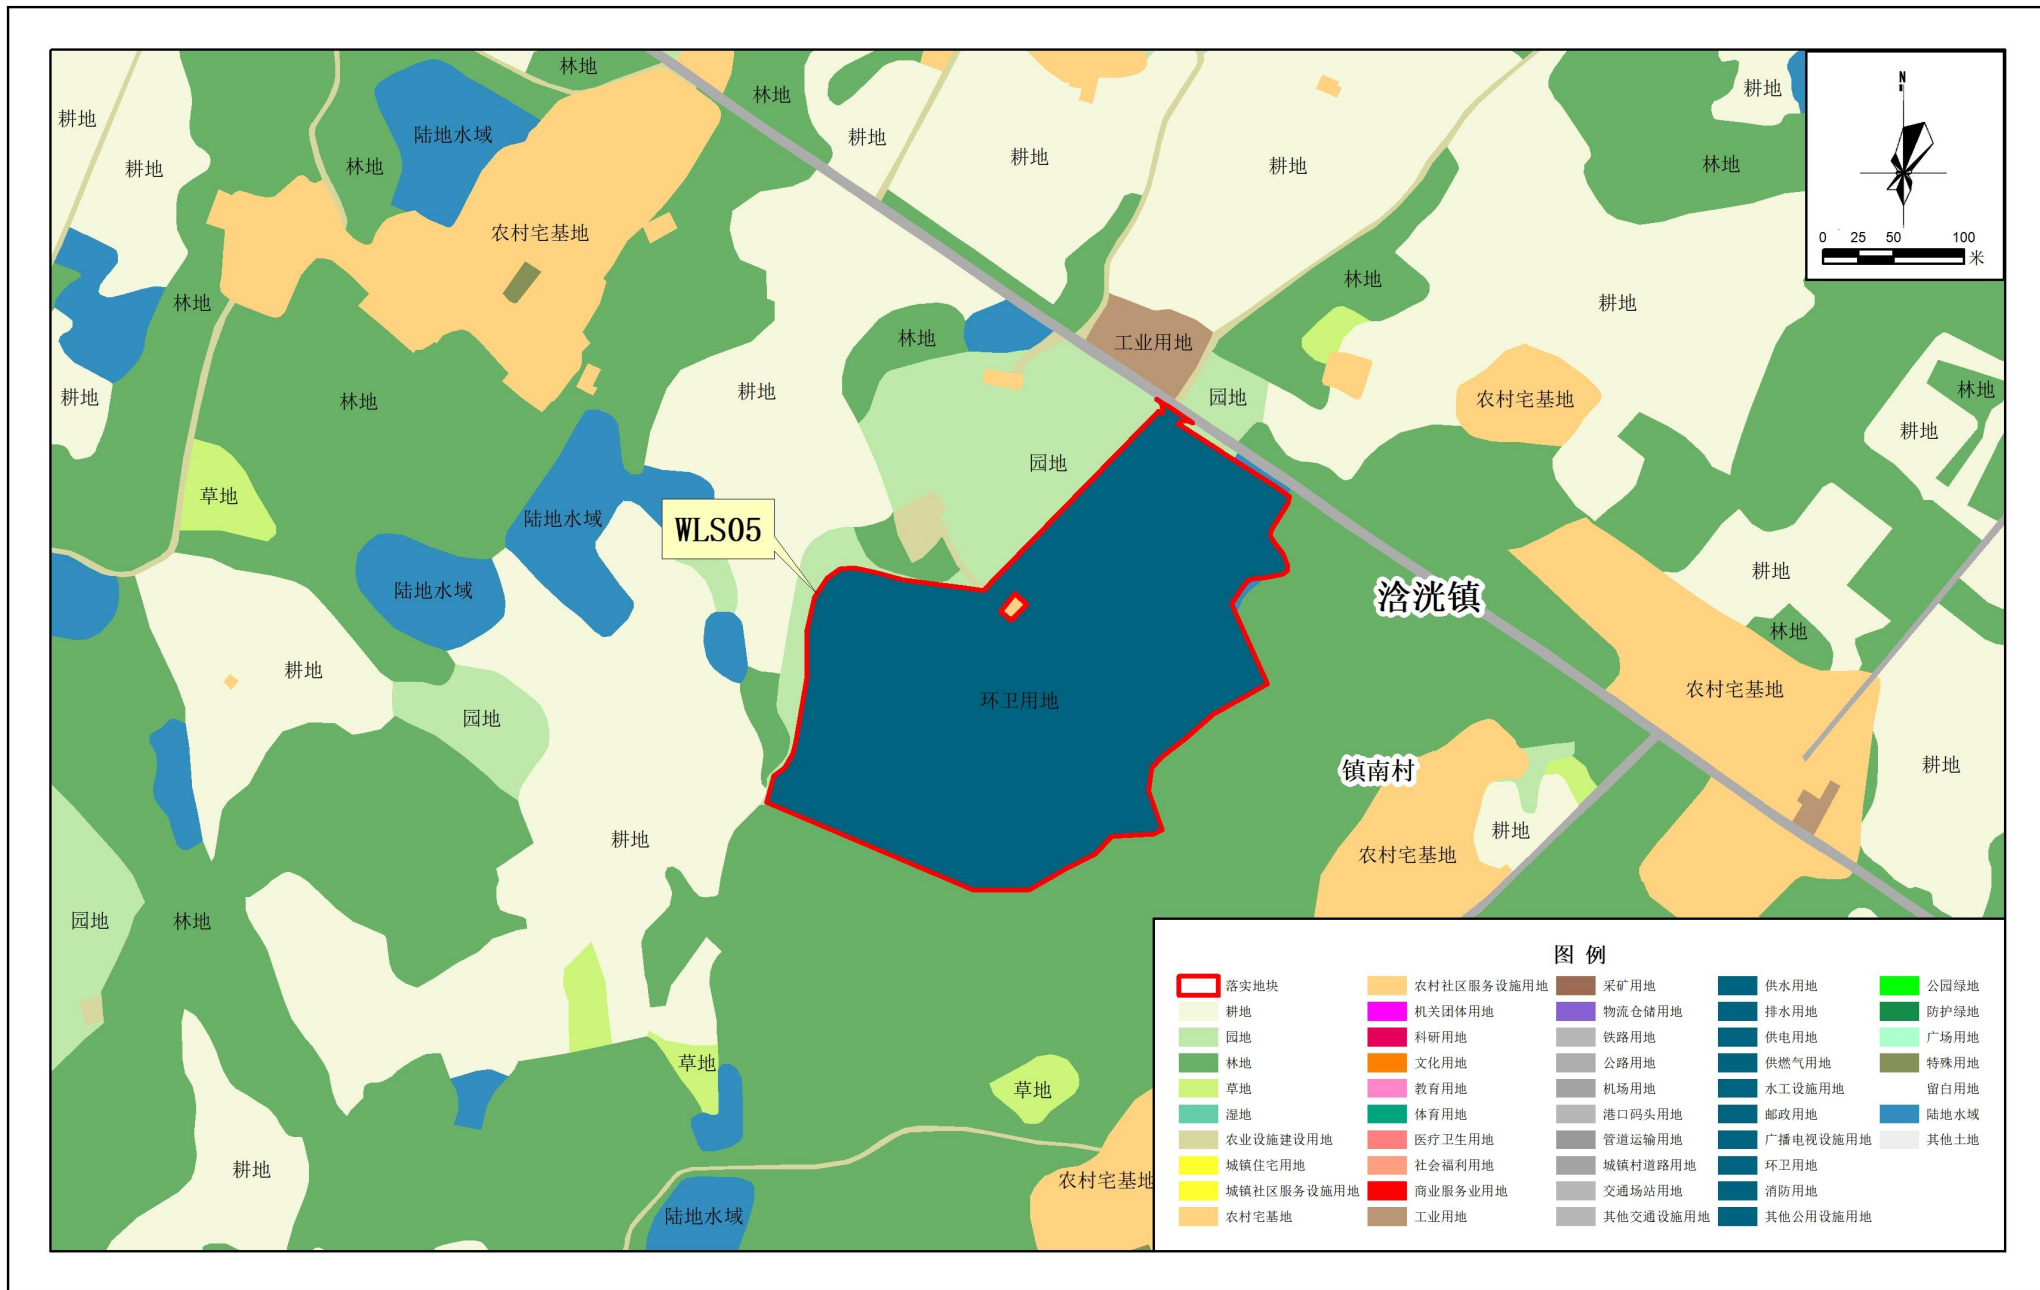 林地
林地
耕地
N
耕地
陆地水域
耕地
耕地
耕地
林地
耕地
耕地
林地
农村宅基地
0 25 50 100
米
林地
林地
耕地
林地
工业用地
耕地
耕地
林地
园地
农村宅基地
林地
耕地
园地
草地
陆地水域
WLS05
耕地
陆地水域
浛洸镇
林地
耕地
园地
环卫用地
农村宅基地
镇南村
耕地
耕地
耕地
农村宅基地
园地
林地
草地
草地
耕地
农村宅基地
陆地水域
图 例
落实地块
耕地
园地
林地
草地
湿地
农业设施建设用地
城镇住宅用地
城镇社区服务设施用地
农村宅基地
农村社区服务设施用地
机关团体用地
科研用地
文化用地
教育用地
体育用地
医疗卫生用地
社会福利用地
商业服务业用地
工业用地
采矿用地
物流仓储用地
铁路用地
公路用地
机场用地
港口码头用地
管道运输用地
城镇村道路用地
交通场站用地
其他交通设施用地
供水用地
排水用地
供电用地
供燃气用地
水工设施用地
邮政用地
广播电视设施用地
环卫用地
消防用地
其他公用设施用地
公园绿地
防护绿地
广场用地
特殊用地
留白用地
陆地水域
其他土地